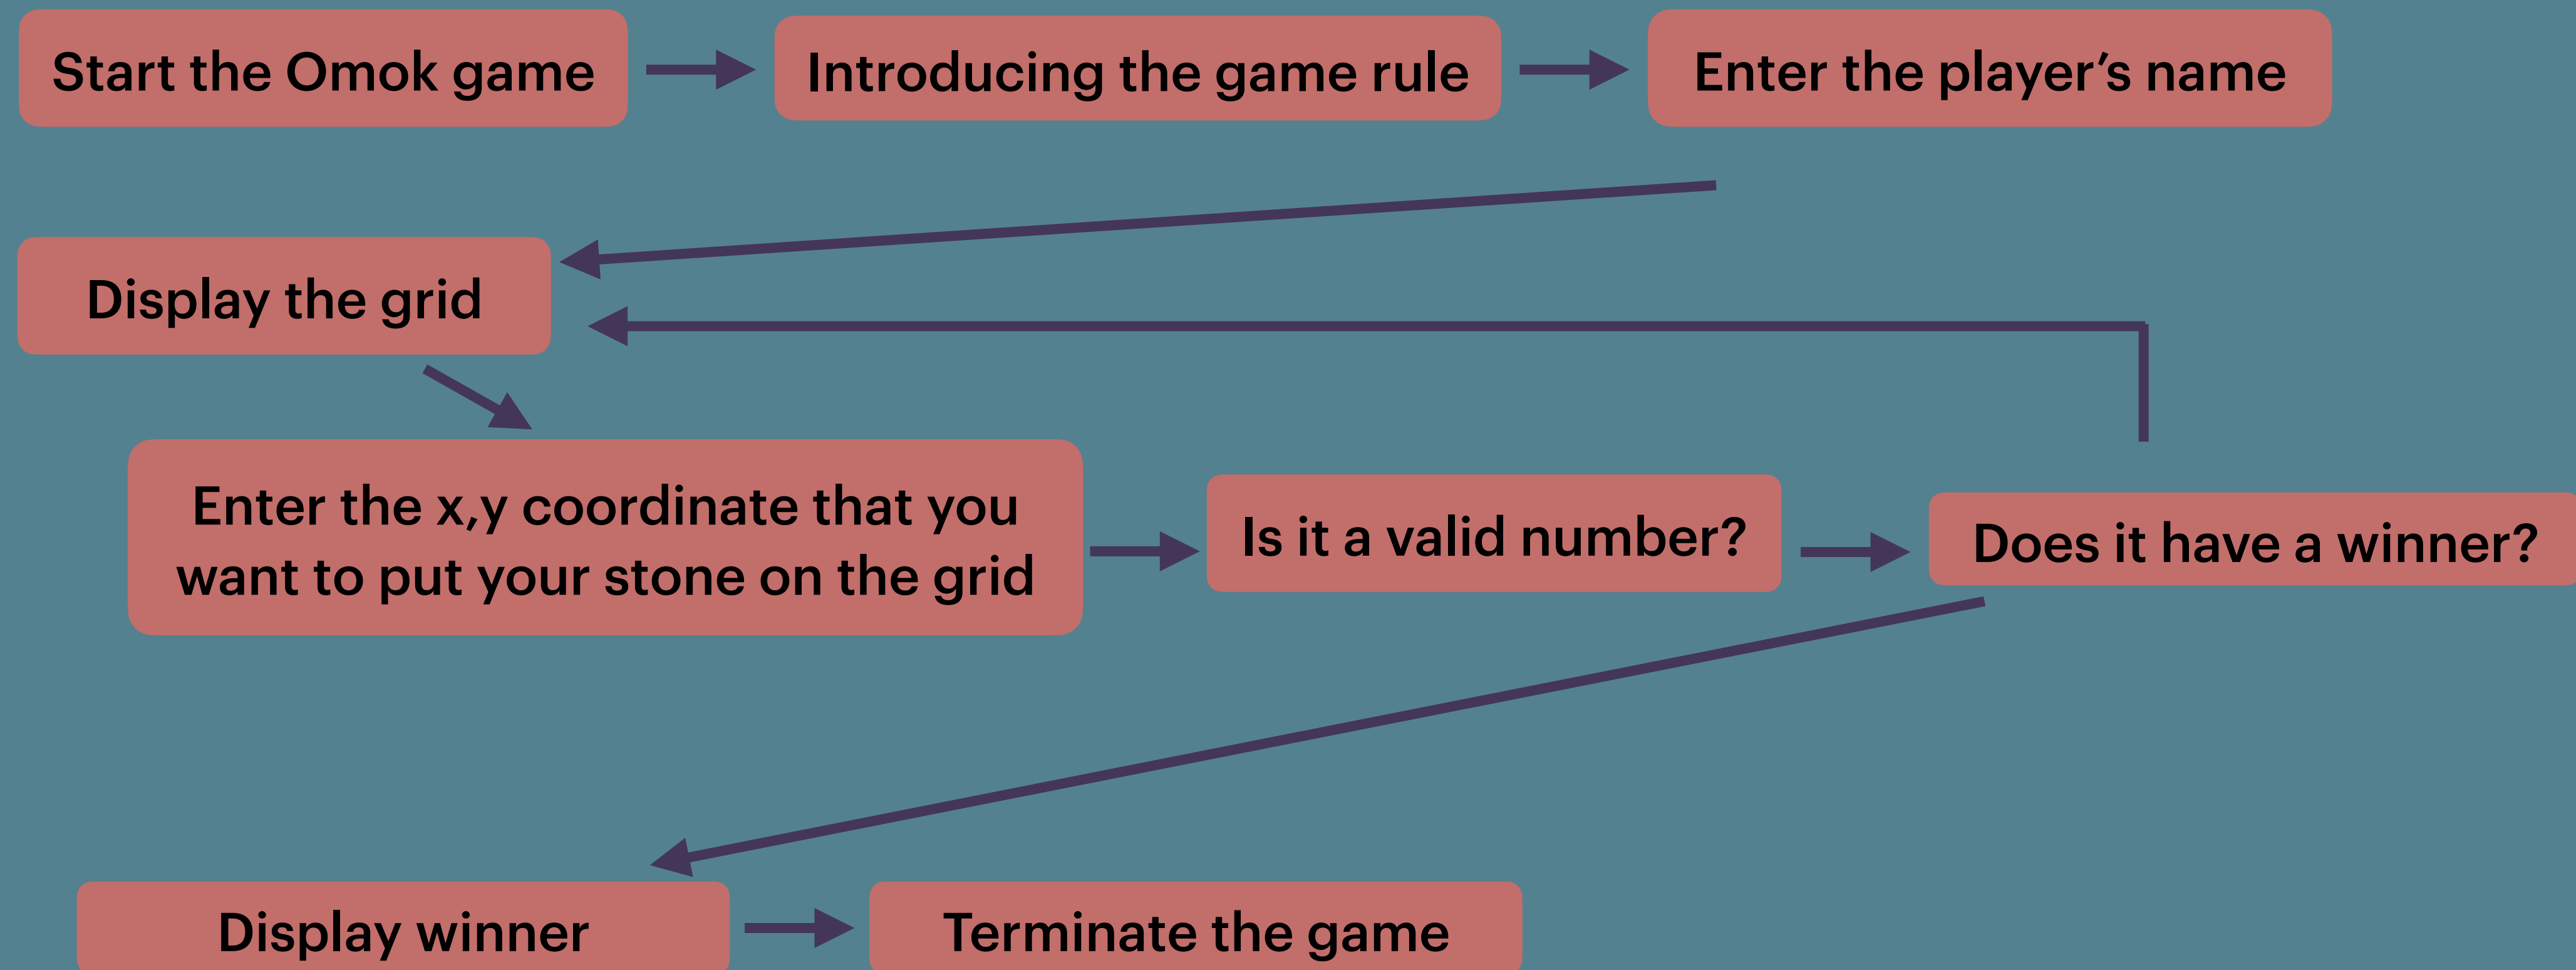 Start the Omok game
Introducing the game rule
Enter the player’s name
Display the grid
Enter the x,y coordinate that you
want to put your stone on the grid
Is it a valid number?
Does it have a winner?
Display winner
Terminate the game